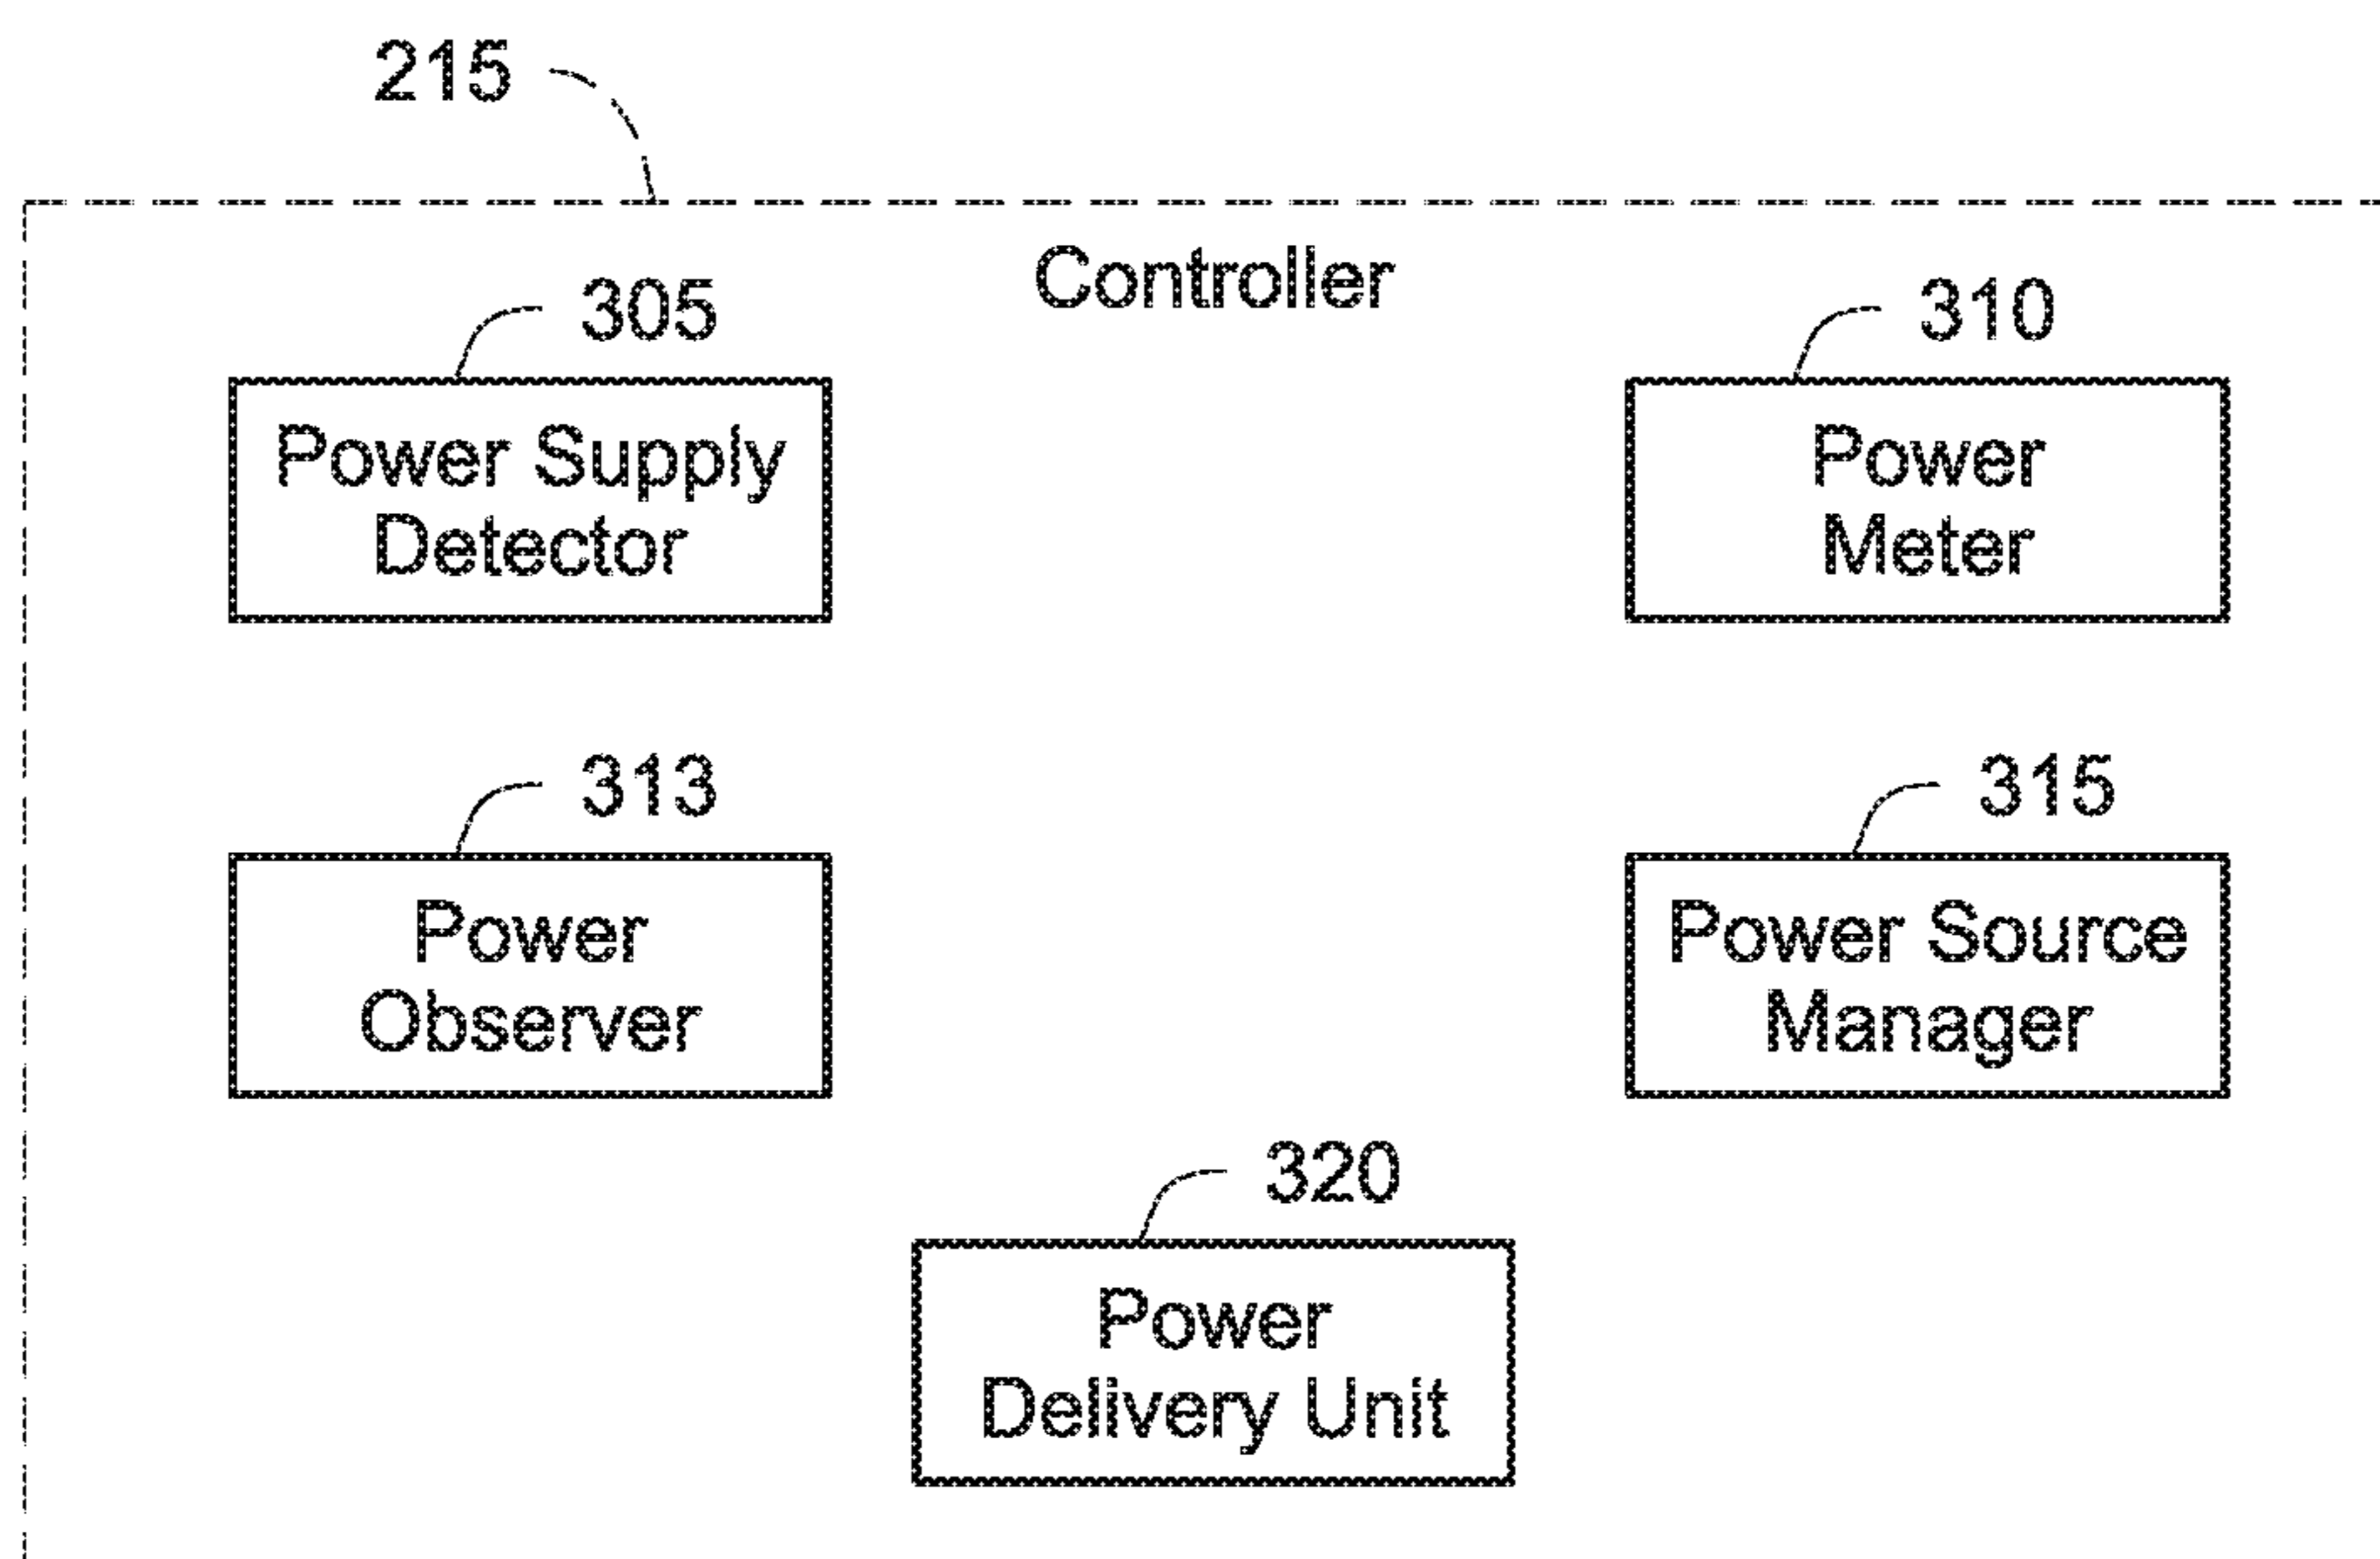 215
Controller
305
310
Power Supply
Detector
Power
Meter
313
315
Power
Observer
Power Source
Manager
320
Power
Delivery Unit